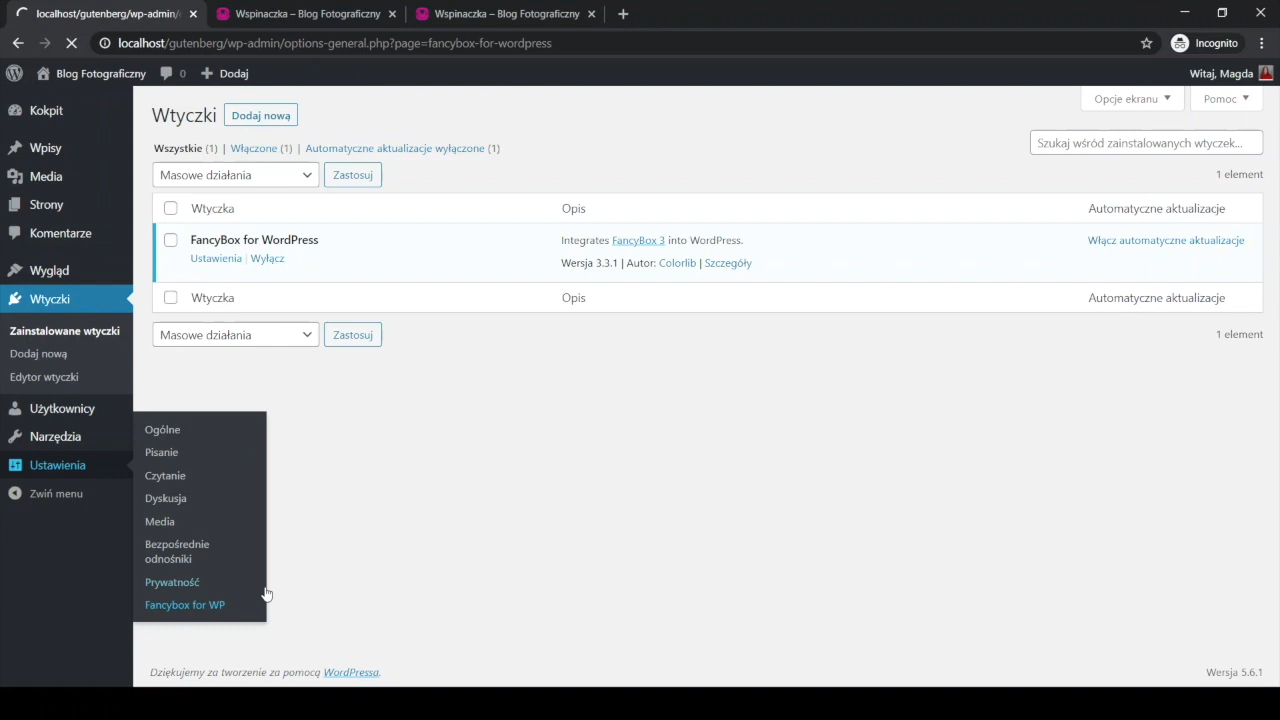 localhost/gutenberg/wp-admin/
Wspinaczka – Blog Fotograficzny
Wspinaczka – Blog Fotograficzny
localhost/gutenberg/wp-admin/options-general.php?page=fancybox-for-wordpress
Incognito
Blog Fotograficzny
0
Dodaj
Witaj, Magda
Kokpit
Wpisy
Media
Strony
Komentarze
Wygląd
Wtyczki
Zainstalowane wtyczki
Dodaj nową
Edytor wtyczki
Użytkownicy
Narzędzia
Ustawienia
Zwiń menu
Ogólne
Pisanie
Czytanie
Dyskusja
Media
Bezpośrednie
odnośniki
Prywatność
Fancybox for WP
Opcje ekranu
Pomoc
Wtyczki
Dodaj nową
Wszystkie (1) | Włączone (1) | Automatyczne aktualizacje wyłączone (1)
Szukaj wśród zainstalowanych wtyczek...
Masowe działania
Zastosuj
1 element
Wtyczka
Opis
Automatyczne aktualizacje
FancyBox for WordPress
Ustawienia | Wyłącz
Integrates FancyBox 3 into WordPress.
Wersja 3.3.1 | Autor: Colorlib | Szczegóły
Włącz automatyczne aktualizacje
Wtyczka
Opis
Automatyczne aktualizacje
Masowe działania
Zastosuj
1 element
Dziękujemy za tworzenie za pomocą WordPressa.
Wersja 5.6.1